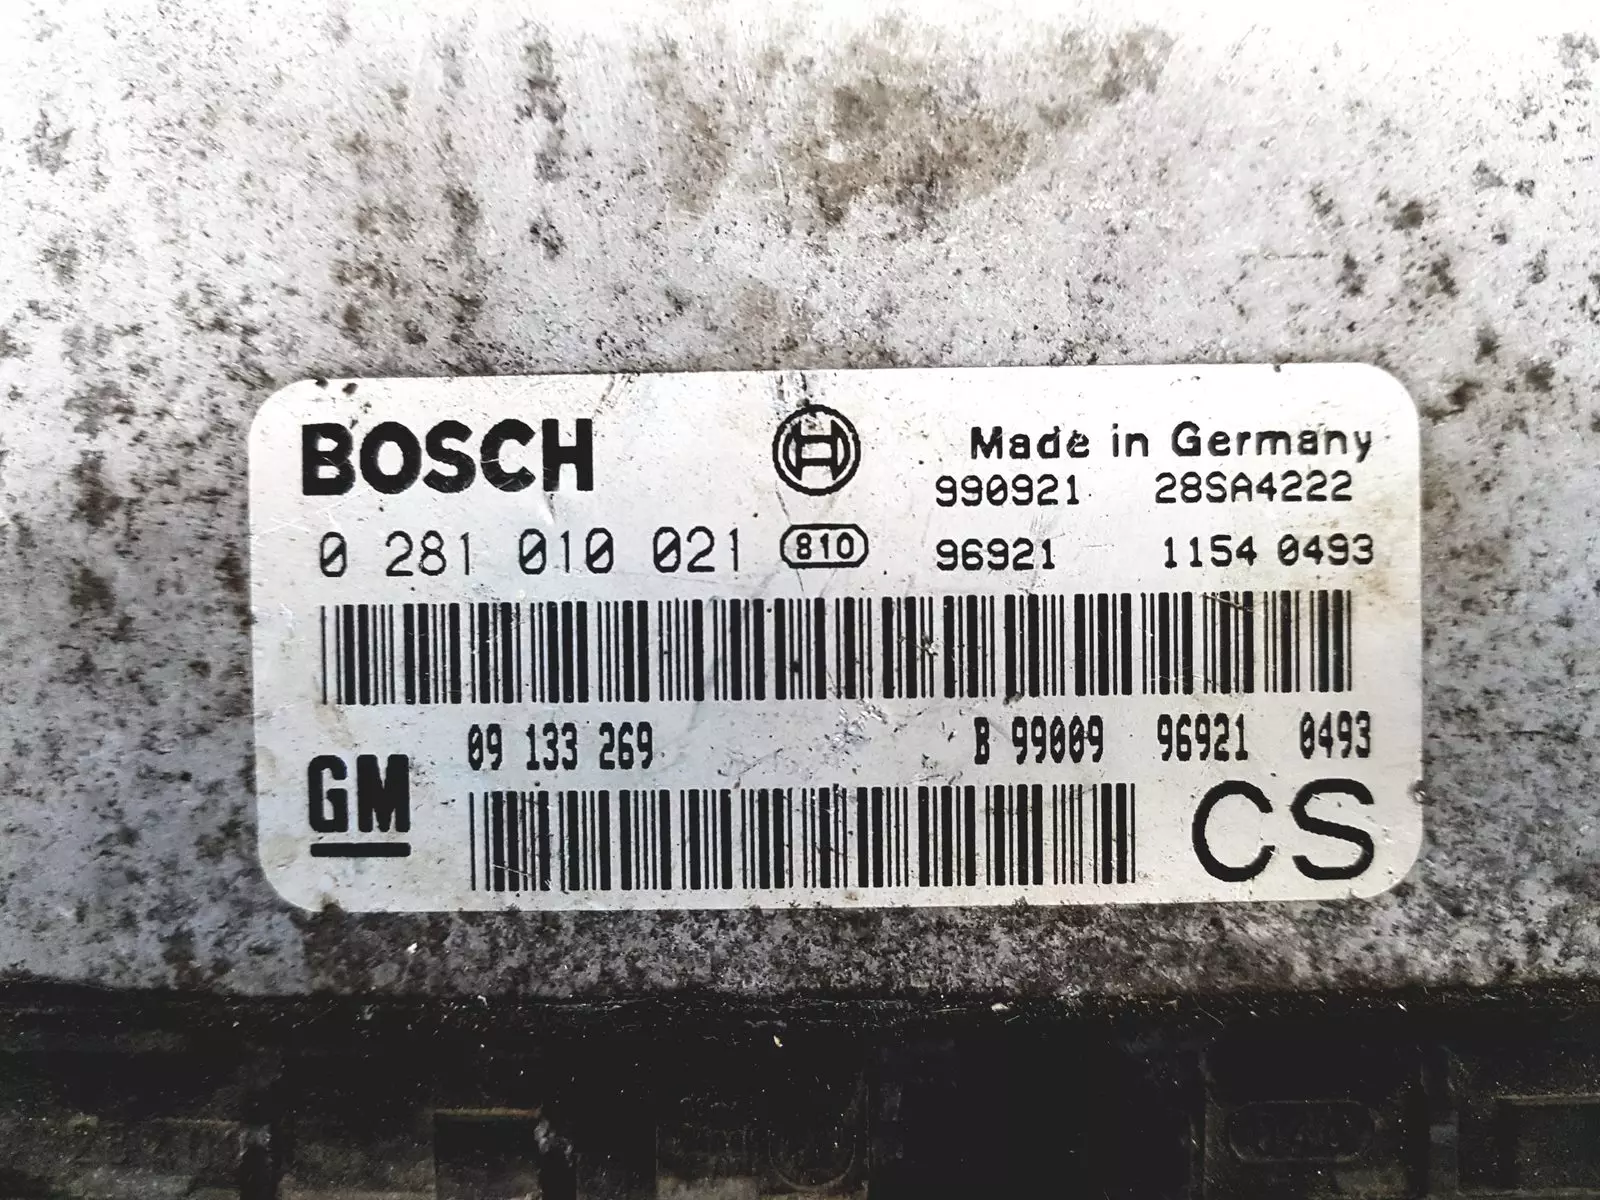 BOSCH
Made in Germany
990921 28SA4222
0 281 010 021 810 96921 1154 0493
09 133 269 B 99009 96921 0493
GM
CS